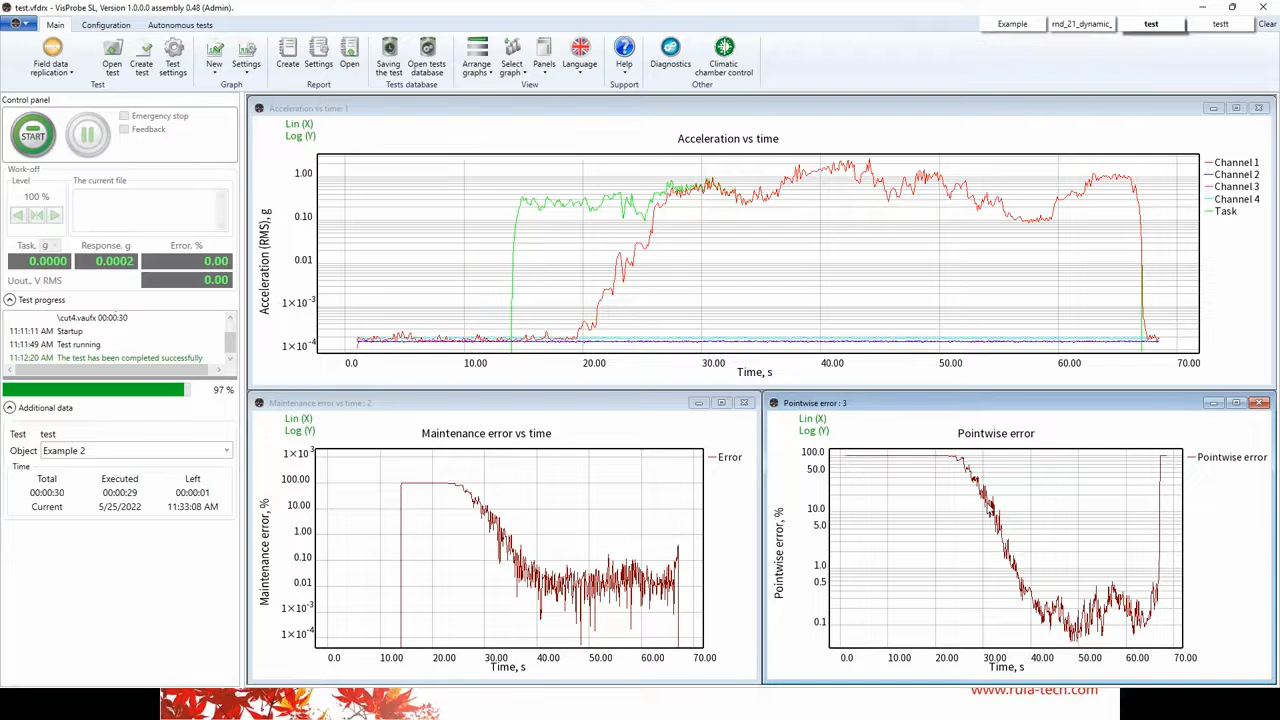 test.vfdrx - VisProbe SL, Version 1.0.0.0 assembly 0.48 (Admin).
Main Configuration Autonomous tests
Example rnd_21_dynamic_ test testt Clear
Field data replication
Open test
Create test
Test settings
New
Settings
Create
Settings
Open
Saving the test
Open tests database
Arrange graphs
Select graph
Panels
Language
Help
Diagnostics
Climatic chamber control
Test Graph Report Tests database View Support Other
Control panel
START
Emergency stop
Feedback
Work-off
Level
100 %
The current file
Task, g Response, g Error, %
0.0000 0.0002 0.00
Uout., V RMS 0.00
Test progress
\cut4.vaufx 00:00:30
11:11:11 AM Startup
11:11:49 AM Test running
11:12:20 AM The test has been completed successfully
97 %
Additional data
Test test
Object Example 2
Time
Total Executed Left
00:00:30 00:00:29 00:00:01
Current 5/25/2022 11:33:08 AM
Acceleration vs time: 1
Lin (X)
Log (Y)
Acceleration vs time
Acceleration (RMS), g
1.00
0.10
0.01
1×10⁻³
1×10⁻⁴
0.0 10.00 20.00 30.00 40.00 50.00 60.00 70.00
Time, s
Channel 1
Channel 2
Channel 3
Channel 4
Task
Maintenance error vs time: 2
Lin (X)
Log (Y)
Maintenance error vs time
Maintenance error, %
1×10³
100.00
10.00
1.00
0.10
0.01
1×10⁻³
1×10⁻⁴
0.0 10.00 20.00 30.00 40.00 50.00 60.00 70.00
Time, s
Error
Pointwise error: 3
Lin (X)
Log (Y)
Pointwise error
Pointwise error, %
100.0
50.0
10.0
5.0
1.0
0.5
0.1
0.0 10.00 20.00 30.00 40.00 50.00 60.00 70.00
Time, s
Pointwise error
www.rula-tech.com